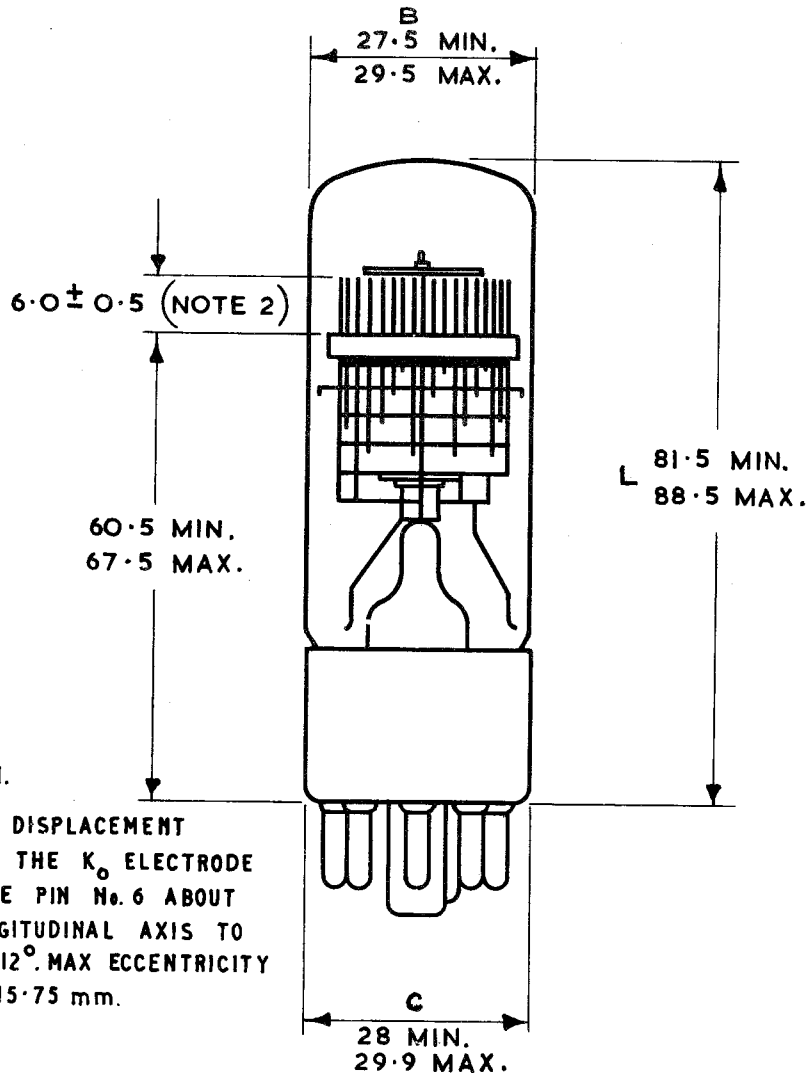 B
27·5 MIN.
29·5 MAX.
6·0 ± 0·5 (NOTE 2)
L 81·5 MIN.
88·5 MAX.
60·5 MIN.
67·5 MAX.
DISPLACEMENT
THE K₀ ELECTRODE
PIN No. 6 ABOUT
GITUDINAL AXIS TO
12°. MAX ECCENTRICITY
15·75 mm.
C
28 MIN.
29·9 MAX.